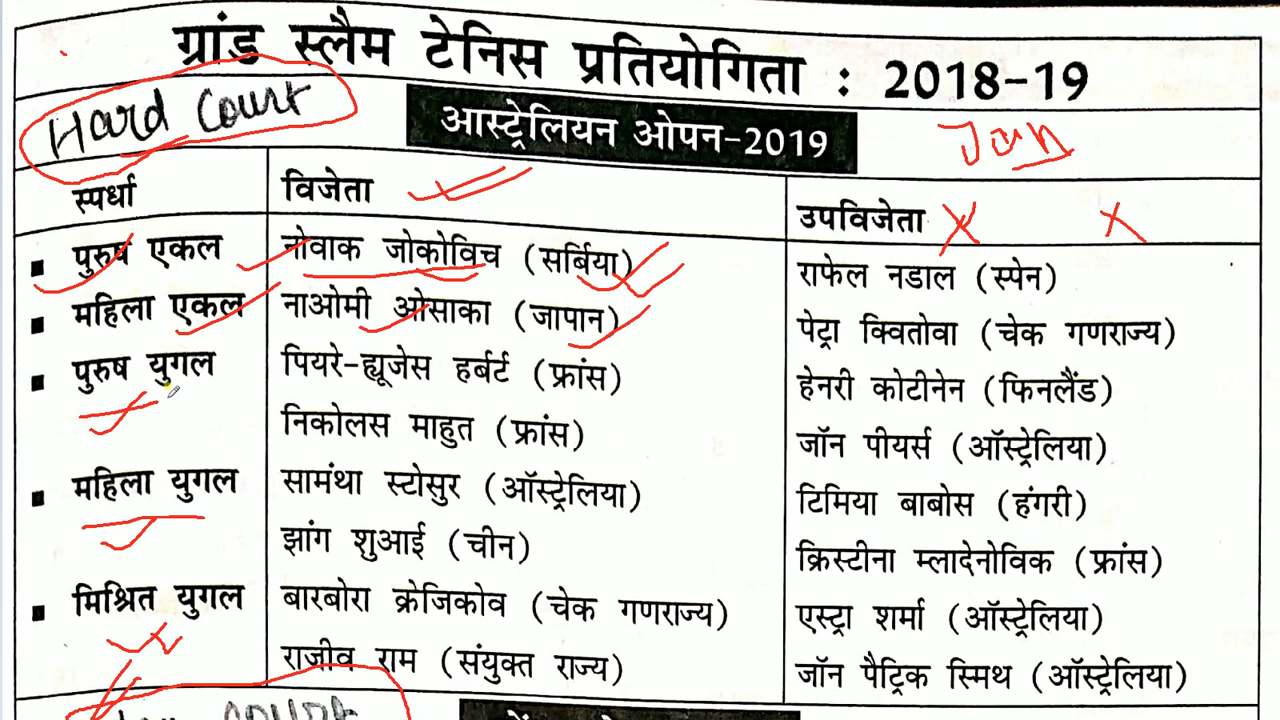 ग्रांड स्लैम टेनिस प्रतियोगिता : 2018-19
Hard Court
आस्ट्रेलियन ओपन-2019
Jan
स्पर्धा विजेता उपविजेता
▪ पुरुष एकल नोवाक जोकोविच (सर्बिया) राफेल नडाल (स्पेन)
▪ महिला एकल नाओमी ओसाका (जापान) पेट्रा क्वितोवा (चेक गणराज्य)
▪ पुरुष युगल पियरे-ह्यूजेस हर्बर्ट (फ्रांस) हेनरी कोटीनेन (फिनलैंड)
निकोलस माहुत (फ्रांस) जॉन पीयर्स (ऑस्ट्रेलिया)
▪ महिला युगल सामंथा स्टोसुर (ऑस्ट्रेलिया) टिमिया बाबोस (हंगरी)
झांग शुआई (चीन) क्रिस्टीना म्लादेनोविक (फ्रांस)
▪ मिश्रित युगल बारबोरा क्रेजिकोव (चेक गणराज्य) एस्ट्रा शर्मा (ऑस्ट्रेलिया)
राजीव राम (संयुक्त राज्य) जॉन पैट्रिक स्मिथ (ऑस्ट्रेलिया)